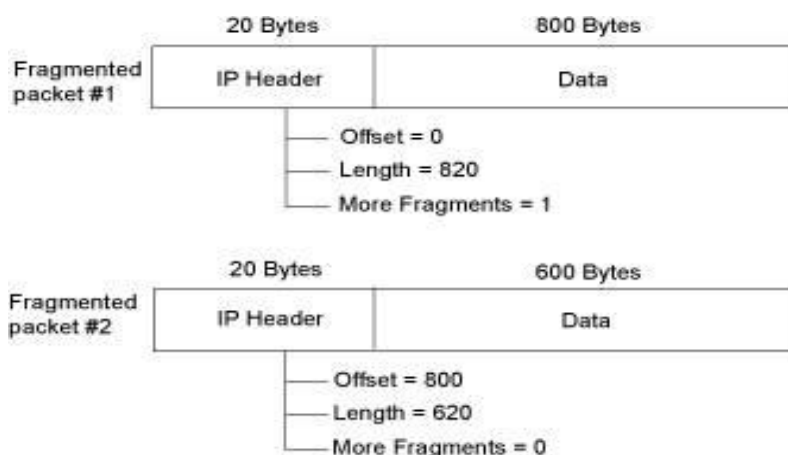 20 Bytes 800 Bytes
Fragmented
packet #1
IP Header Data
Offset = 0
Length = 820
More Fragments = 1
20 Bytes 600 Bytes
Fragmented
packet #2
IP Header Data
Offset = 800
Length = 620
More Fragments = 0